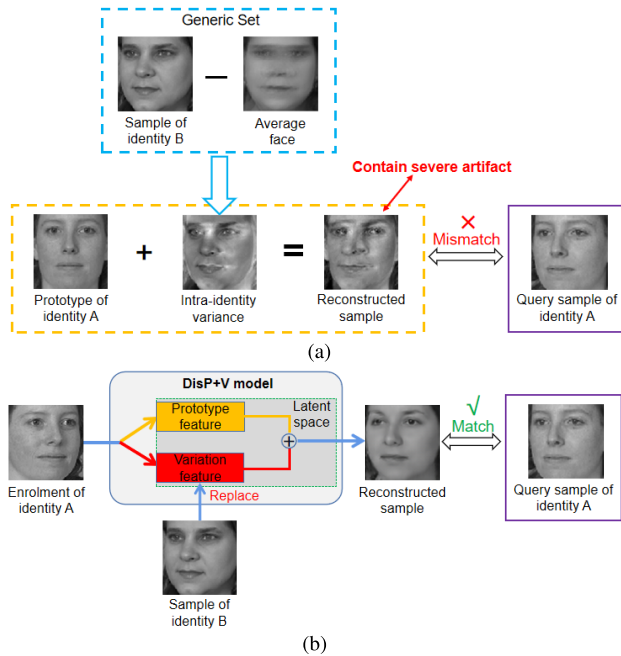 Generic Set
Sample of
identity B
Average
face
Contain severe artifact
+
=
×
Mismatch
Prototype of
identity A
Intra-identity
variance
Reconstructed
sample
Query sample of
identity A
(a)
DisP+V model
Prototype
feature
Latent
space
+
Variation
feature
Replace
√
Match
Enrolment of
identity A
Reconstructed
sample
Query sample of
identity A
Sample of
identity B
(b)